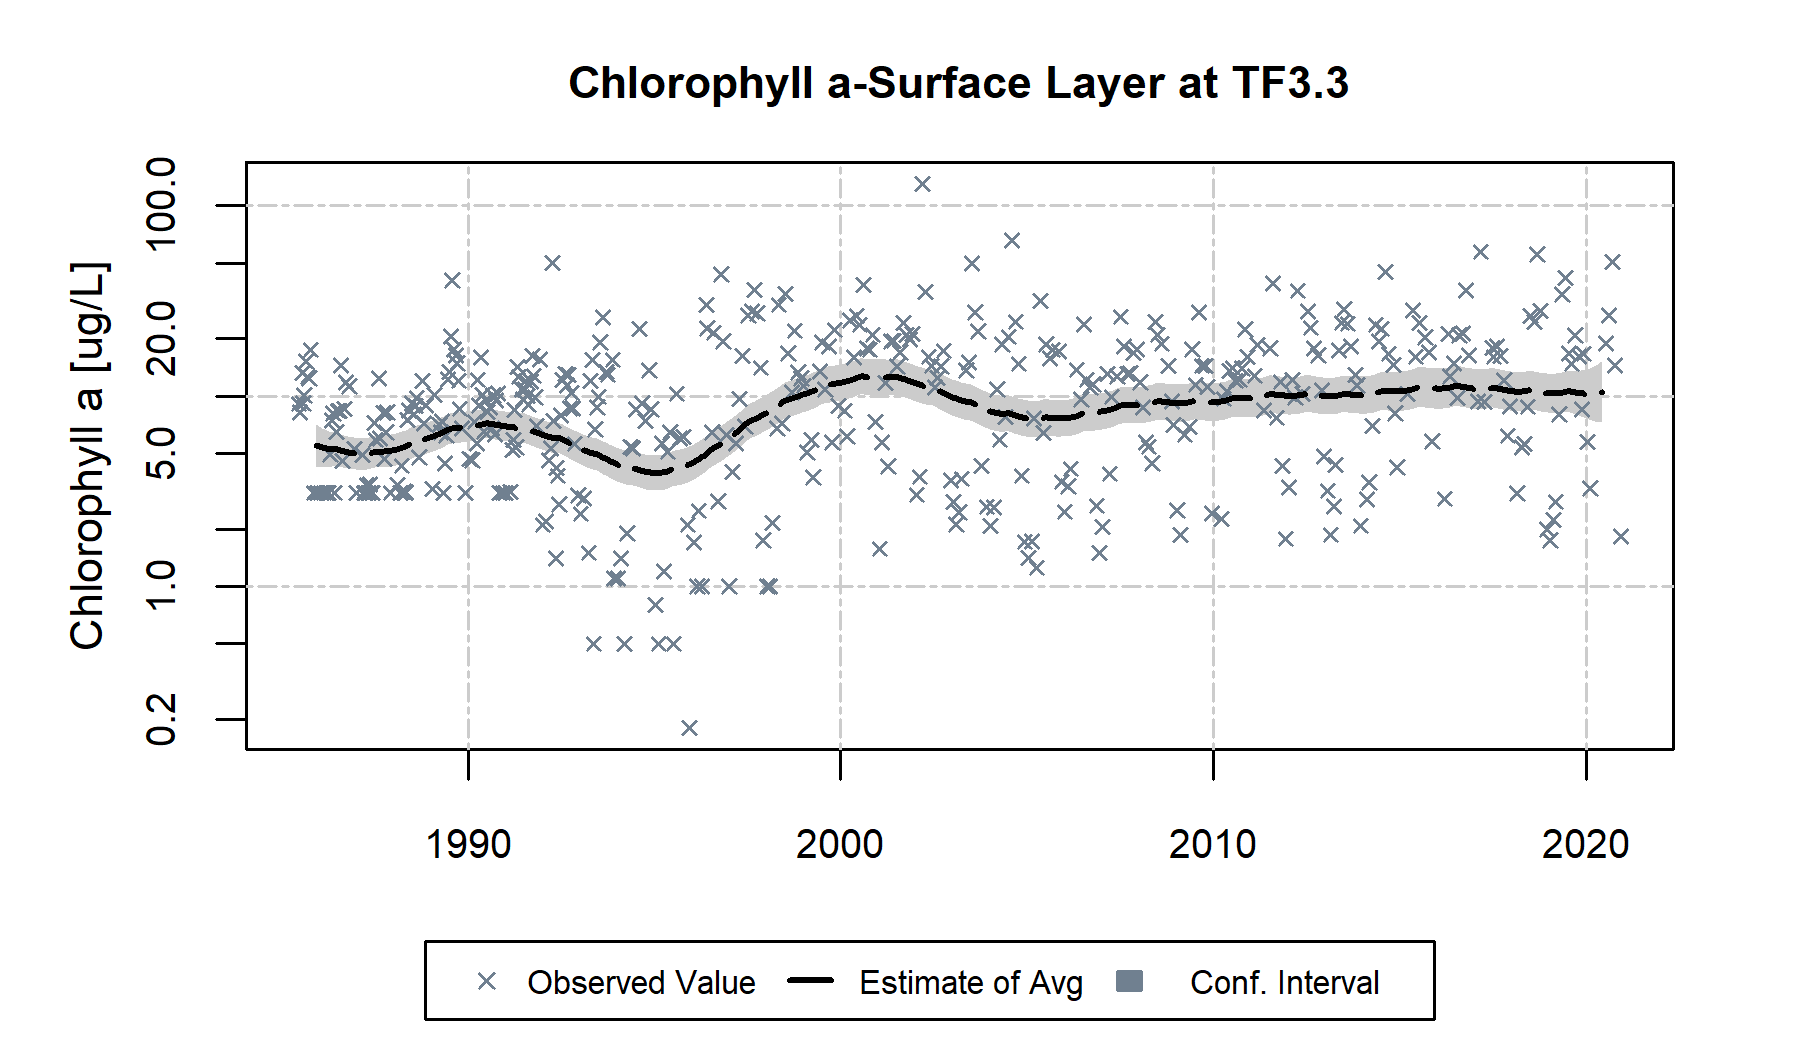 Chlorophyll a-Surface Layer at TF3.3
Chlorophyll a [ug/L]
100.0
20.0
5.0
1.0
0.2
1990 2000 2010 2020
Observed Value Estimate of Avg Conf. Interval